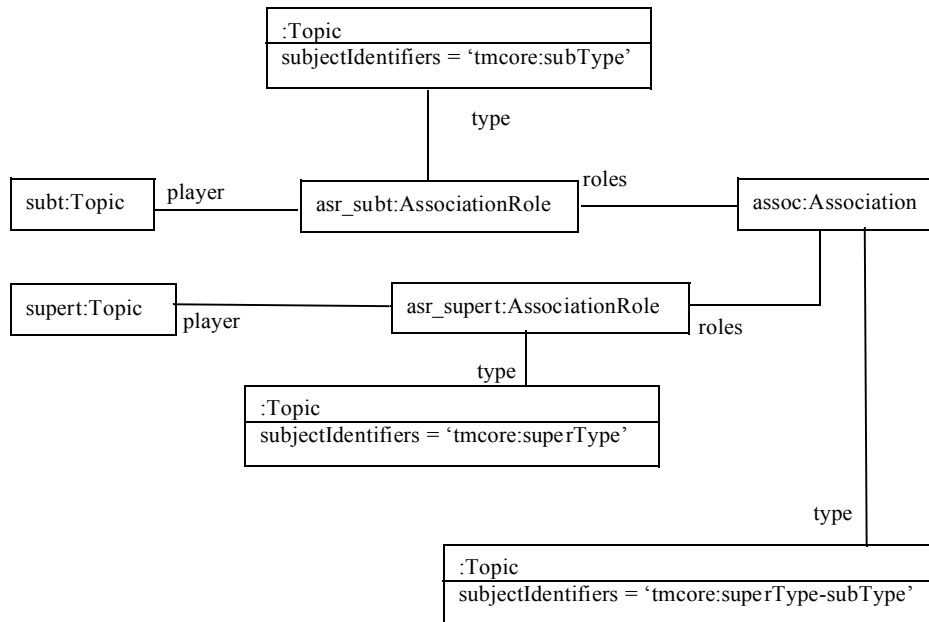 :Topic
subjectIdentifiers = ‘tmcore:subType’
type
subt:Topic
player
asr_subt:AssociationRole
roles
assoc:Association
supert:Topic
player
asr_supert:AssociationRole
roles
type
:Topic
subjectIdentifiers = ‘tmcore:superType’
type
:Topic
subjectIdentifiers = ‘tmcore:superType-subType’